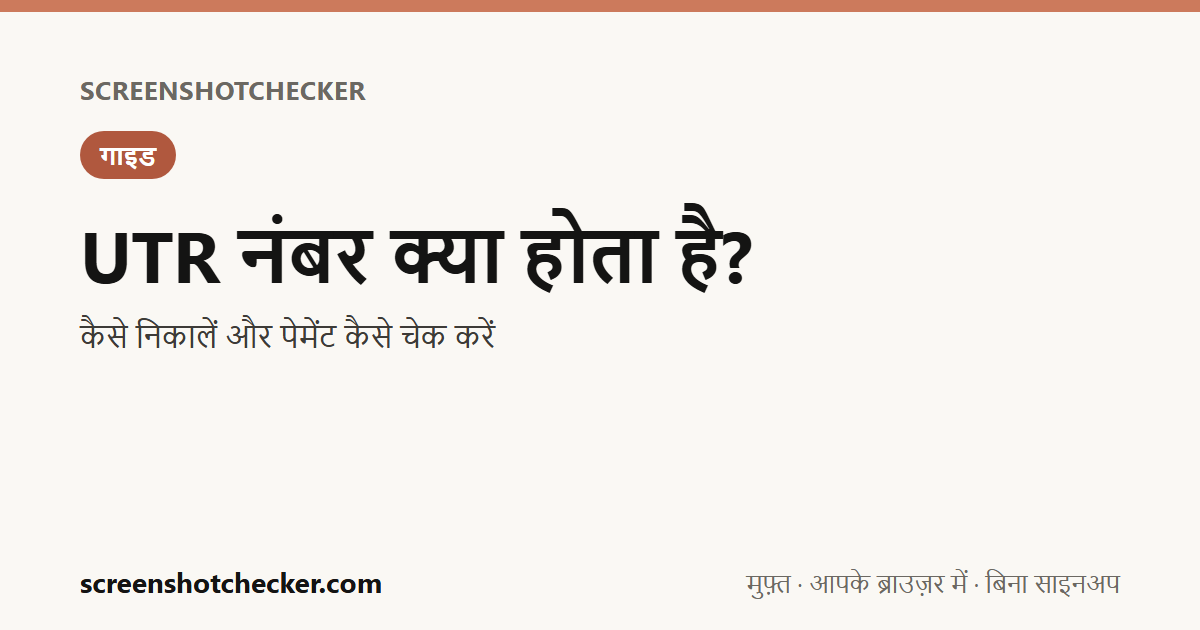 SCREENSHOTCHECKER
गाइड
UTR नंबर क्या होता है?
कैसे निकालें और पेमेंट कैसे चेक करें
screenshotchecker.com
मुफ़्त · आपके ब्राउज़र में · बिना साइनअप